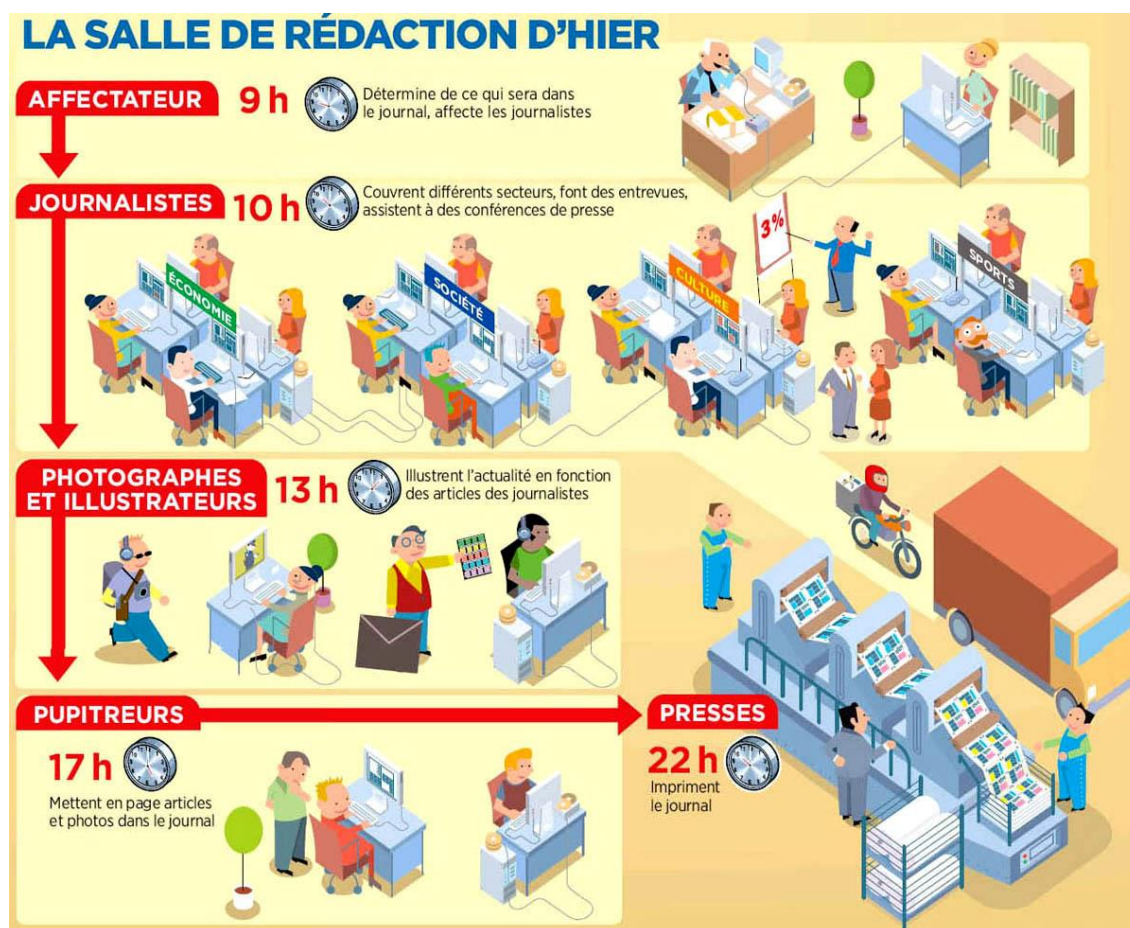 LA SALLE DE RÉDACTION D'HIER
AFFECTATEUR
9 h
Détermine de ce qui sera dans
le journal, affecte les journalistes
JOURNALISTES
10 h
Couvrent différents secteurs, font des entrevues,
assistent à des conférences de presse
3%
ÉCONOMIE
SOCIÉTÉ
CULTURE
SPORTS
PHOTOGRAPHES
ET ILLUSTRATEURS
13 h
Illustrent l'actualité en fonction
des articles des journalistes
PUPITREURS
17 h
Mettent en page articles
et photos dans le journal
PRESSES
22 h
Impriment
le journal